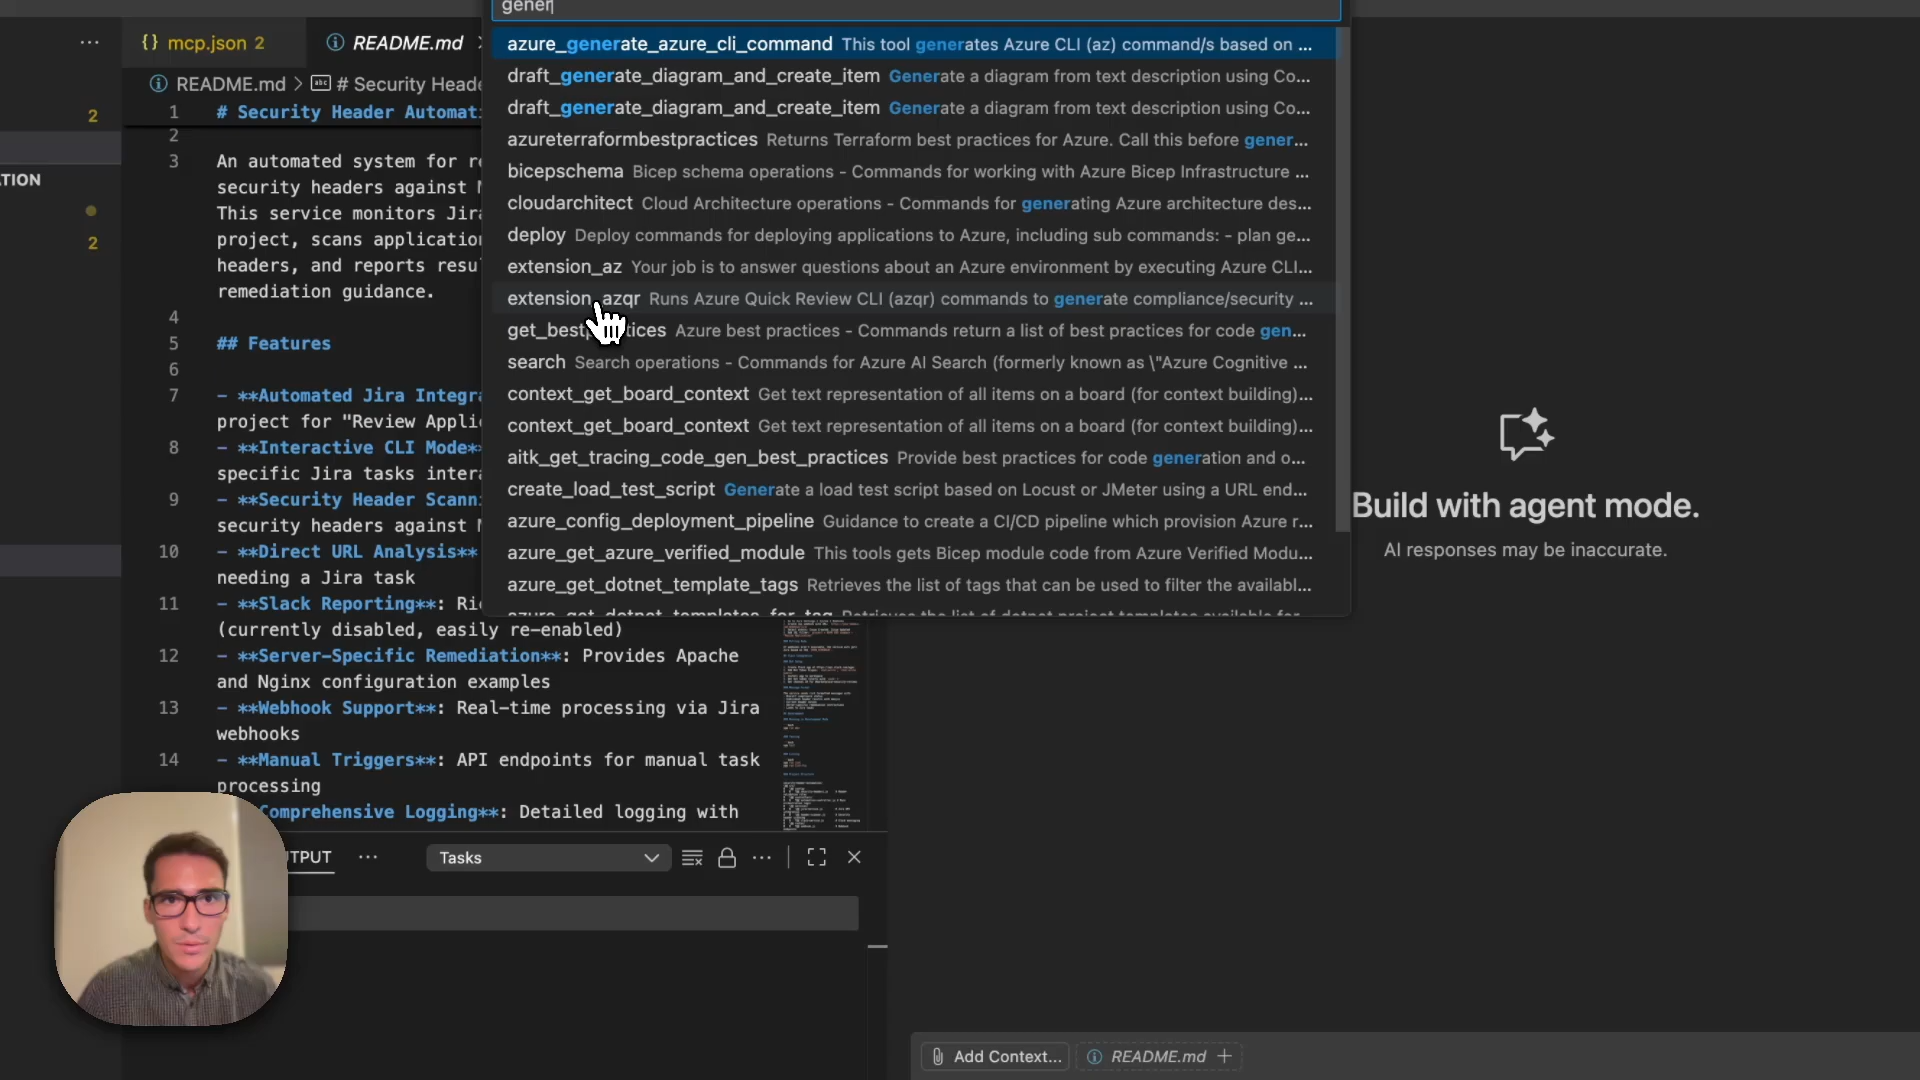 gener
mcp.json 2
README.md
azure_generate_azure_cli_command This tool generates Azure CLI (az) command/s based on ...
README.md > # Security Heade
draft_generate_diagram_and_create_item Generate a diagram from text description using Co...
draft_generate_diagram_and_create_item Generate a diagram from text description using Co...
azureterraformbestpractices Returns Terraform best practices for Azure. Call this before gener...
bicepschema Bicep schema operations - Commands for working with Azure Bicep Infrastructure ...
cloudarchitect Cloud Architecture operations - Commands for generating Azure architecture des...
deploy Deploy commands for deploying applications to Azure, including sub commands: - plan ge...
extension_az Your job is to answer questions about an Azure environment by executing Azure CLI...
extension_azqr Runs Azure Quick Review CLI (azqr) commands to generate compliance/security ...
get_best tices Azure best practices - Commands return a list of best practices for code gen...
search Search operations - Commands for Azure AI Search (formerly known as \"Azure Cognitive ...
context_get_board_context Get text representation of all items on a board (for context building)...
context_get_board_context Get text representation of all items on a board (for context building)...
aitk_get_tracing_code_gen_best_practices Provide best practices for code generation and o...
create_load_test_script Generate a load test script based on Locust or JMeter using a URL end...
azure_config_deployment_pipeline Guidance to create a CI/CD pipeline which provision Azure r...
azure_get_azure_verified_module This tools gets Bicep module code from Azure Verified Modu...
azure_get_dotnet_template_tags Retrieves the list of tags that can be used to filter the availabl...
2
TION
2
1 # Security Header Automati
2
3 An automated system for re
security headers against
This service monitors Jira
project, scans application
headers, and reports resu
remediation guidance.
4
5 ## Features
6
7 - **Automated Jira Integra
project for "Review Appli
8 - **Interactive CLI Mode**
specific Jira tasks intera
9 - **Security Header Scanni
security headers against
10 - **Direct URL Analysis**
needing a Jira task
11 - **Slack Reporting**: Ri
(currently disabled, easily re-enabled)
12 - **Server-Specific Remediation**: Provides Apache
and Nginx configuration examples
13 - **Webhook Support**: Real-time processing via Jira
webhooks
14 - **Manual Triggers**: API endpoints for manual task
processing
Comprehensive Logging**: Detailed logging with
TPUT
Tasks
Build with agent mode.
AI responses may be inaccurate.
Add Context...
README.md +